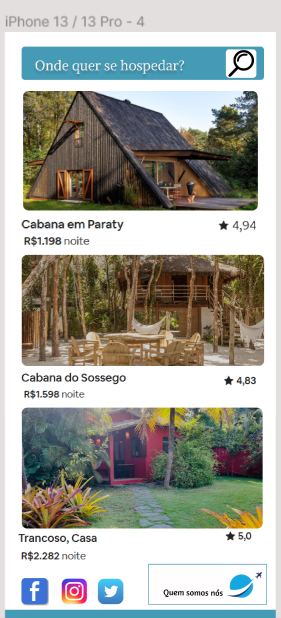 iPhone 13 / 13 Pro - 4
Onde quer se hospedar?
Cabana em Paraty ★ 4,94
R$1.198 noite
Cabana do Sossego ★ 4,83
R$1.598 noite
Trancoso, Casa ★ 5,0
R$2.282 noite
Quem somos nós